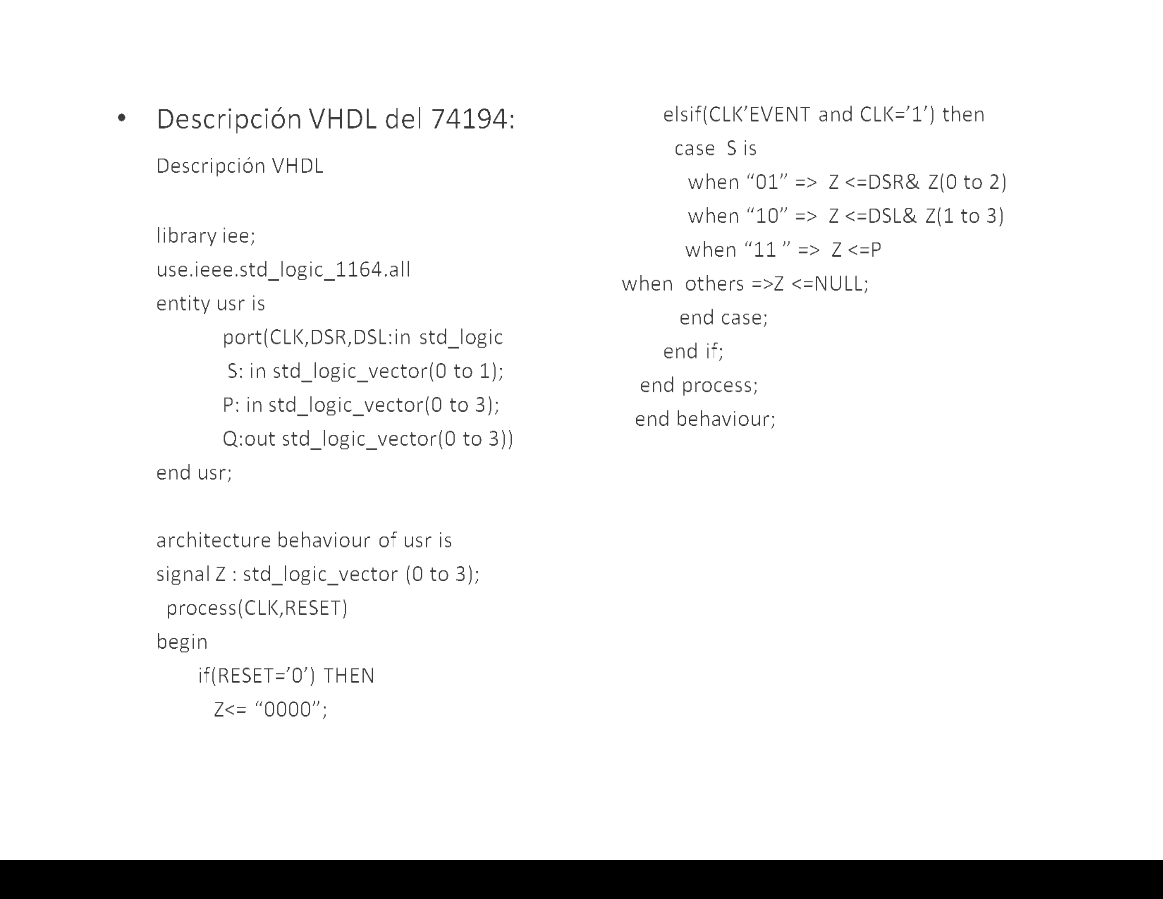 • Descripción VHDL del 74194:
Descripción VHDL
library iee;
use.ieee.std_logic_1164.all
entity usr is
port(CLK,DSR,DSL:in std_logic
S: in std_logic_vector(0 to 1);
P: in std_logic_vector(0 to 3);
Q:out std_logic_vector(0 to 3))
end usr;
architecture behaviour of usr is
signal Z : std_logic_vector (0 to 3);
process(CLK,RESET)
begin
if(RESET=’0’) THEN
Z<= “0000”;
elsif(CLK’EVENT and CLK=’1’) then
case S is
when “01” => Z <=DSR& Z(0 to 2)
when “10” => Z <=DSL& Z(1 to 3)
when “11 ” => Z <=P
when others =>Z <=NULL;
end case;
end if;
end process;
end behaviour;